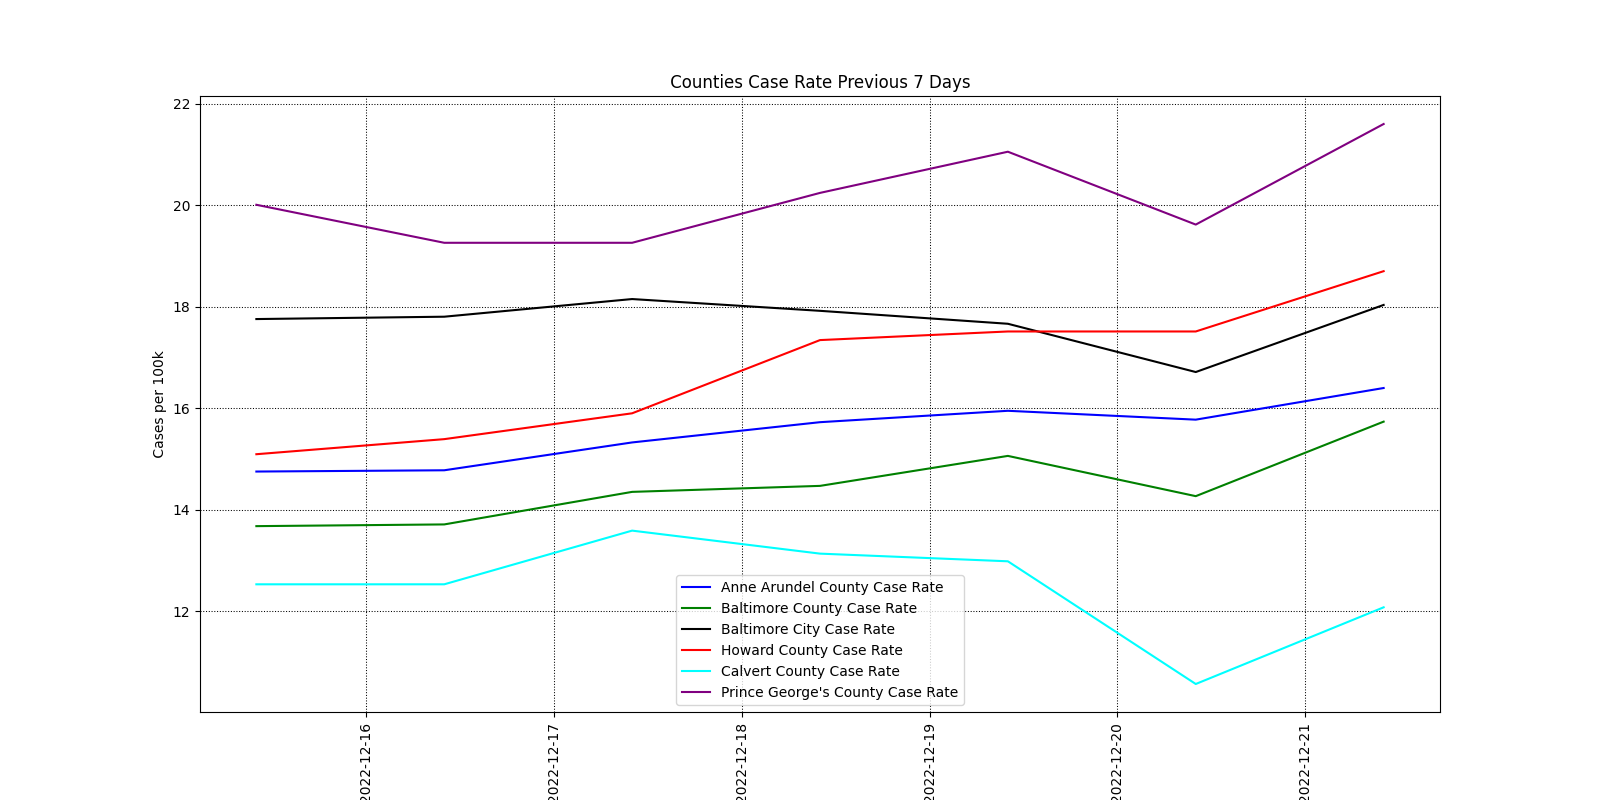 Counties Case Rate Previous 7 Days
22
20
18
16
14
12
Cases per 100k
Anne Arundel County Case Rate
Baltimore County Case Rate
Baltimore City Case Rate
Howard County Case Rate
Calvert County Case Rate
Prince George's County Case Rate
2022-12-16
2022-12-17
2022-12-18
2022-12-19
2022-12-20
2022-12-21